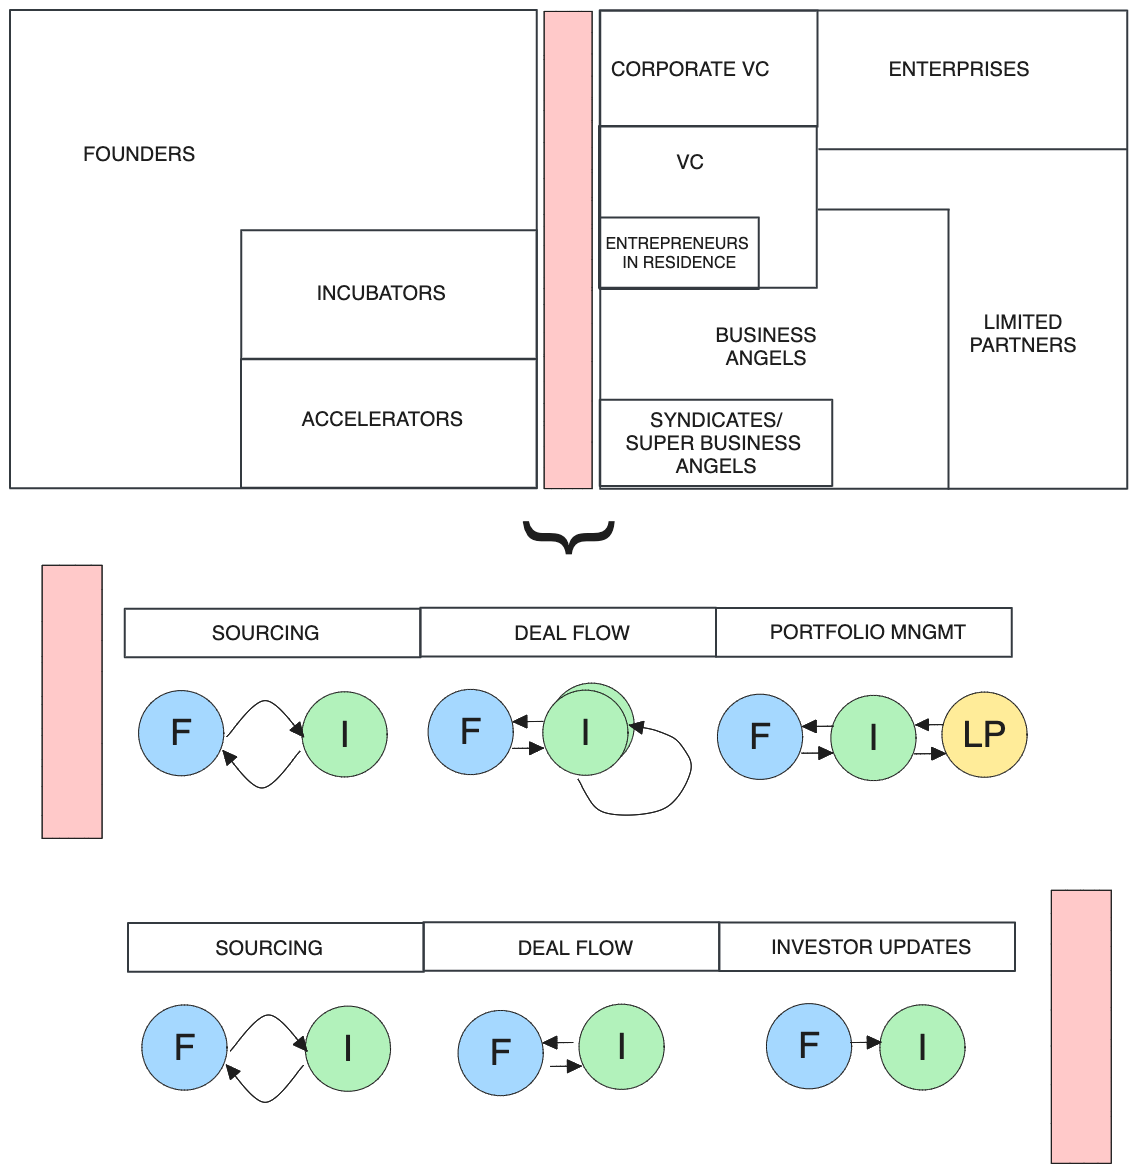 FOUNDERS
INCUBATORS
ACCELERATORS
CORPORATE VC
ENTERPRISES
VC
ENTREPRENEURS
IN RESIDENCE
BUSINESS
ANGELS
LIMITED
PARTNERS
SYNDICATES/
SUPER BUSINESS
ANGELS
SOURCING
DEAL FLOW
PORTFOLIO MNGMT
F
I
F
I
F
I
LP
SOURCING
DEAL FLOW
INVESTOR UPDATES
F
I
F
I
F
I